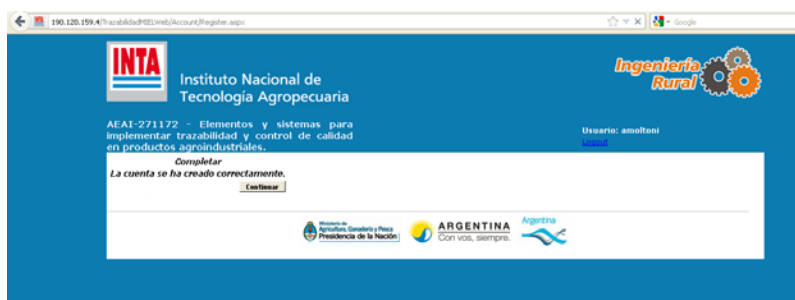 190.120.159.4/TrazabilidadMIELWeb/Account/Register.aspx
Google
INTA
Instituto Nacional de
Tecnología Agropecuaria
Ingeniería
Rural
AEAI-271172 - Elementos y sistemas para
implementar trazabilidad y control de calidad
en productos agroindustriales.
Usuario: amoltoni
Logout
Completar
La cuenta se ha creado correctamente.
Continuar
Ministerio de
Agricultura, Ganadería y Pesca
Presidencia de la Nación
ARGENTINA
Con vos, siempre.
Argentina